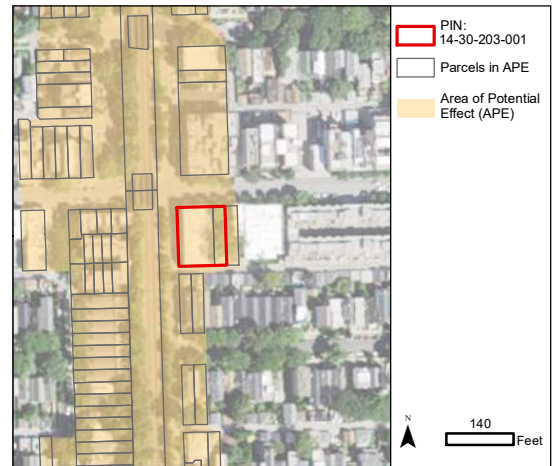 PIN:
14-30-203-001
Parcels in APE
Area of Potential
Effect (APE)
N
140
Feet